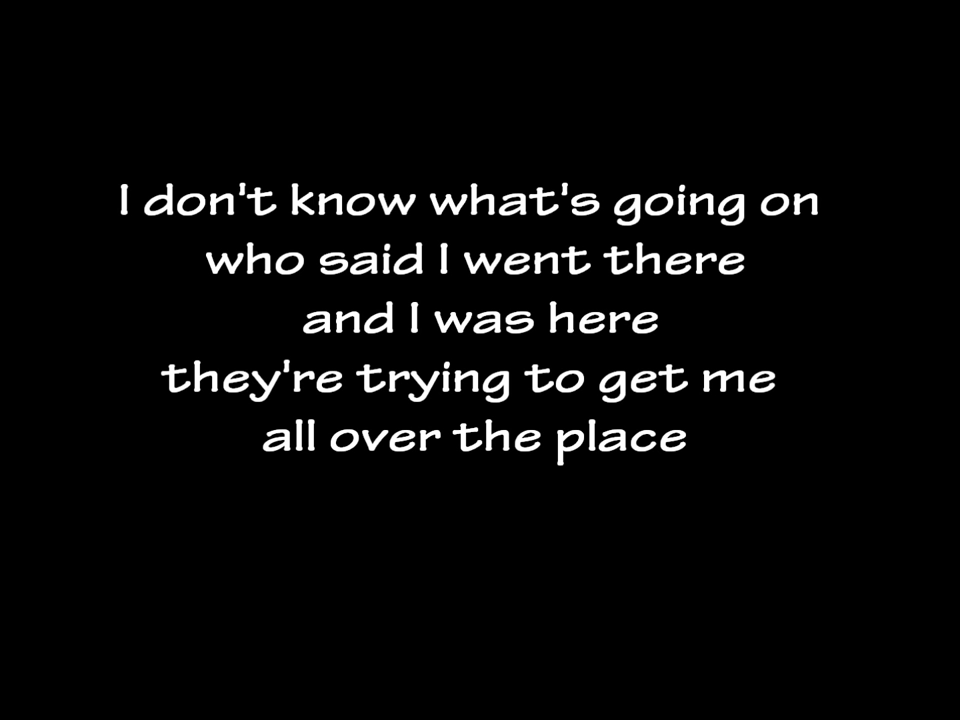 I don't know what's going on
who said I went there
and I was here
they're trying to get me
all over the place